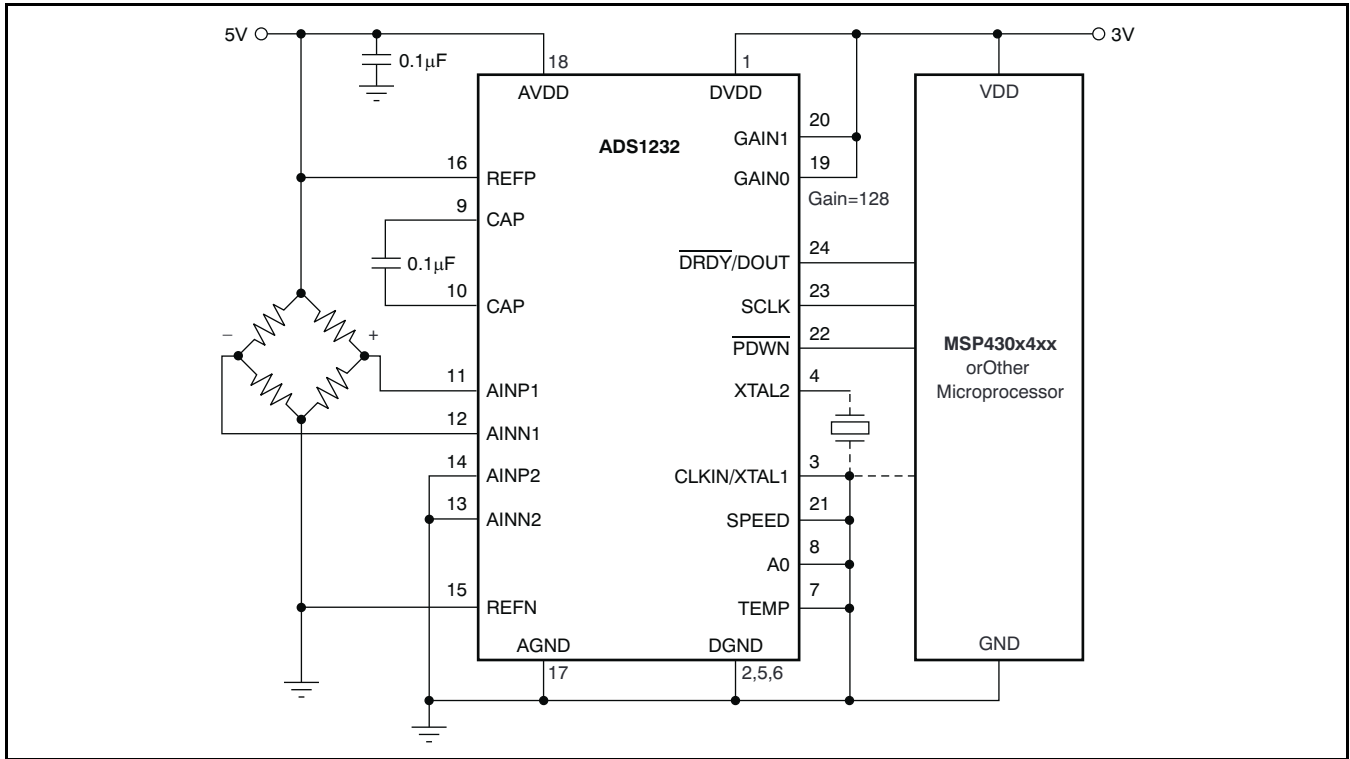 5V
3V
0.1µF
18
1
AVDD
DVDD
VDD
ADS1232
20
GAIN1
19
GAIN0
Gain=128
16
REFP
9
CAP
0.1µF
10
CAP
24
DRDY/DOUT
23
SCLK
22
PDWN
MSP430x4xx
orOther
Microprocessor
4
XTAL2
− +
11
AINP1
12
AINN1
14
AINP2
13
AINN2
3
CLKIN/XTAL1
21
SPEED
8
A0
7
TEMP
15
REFN
AGND
DGND
GND
17
2,5,6